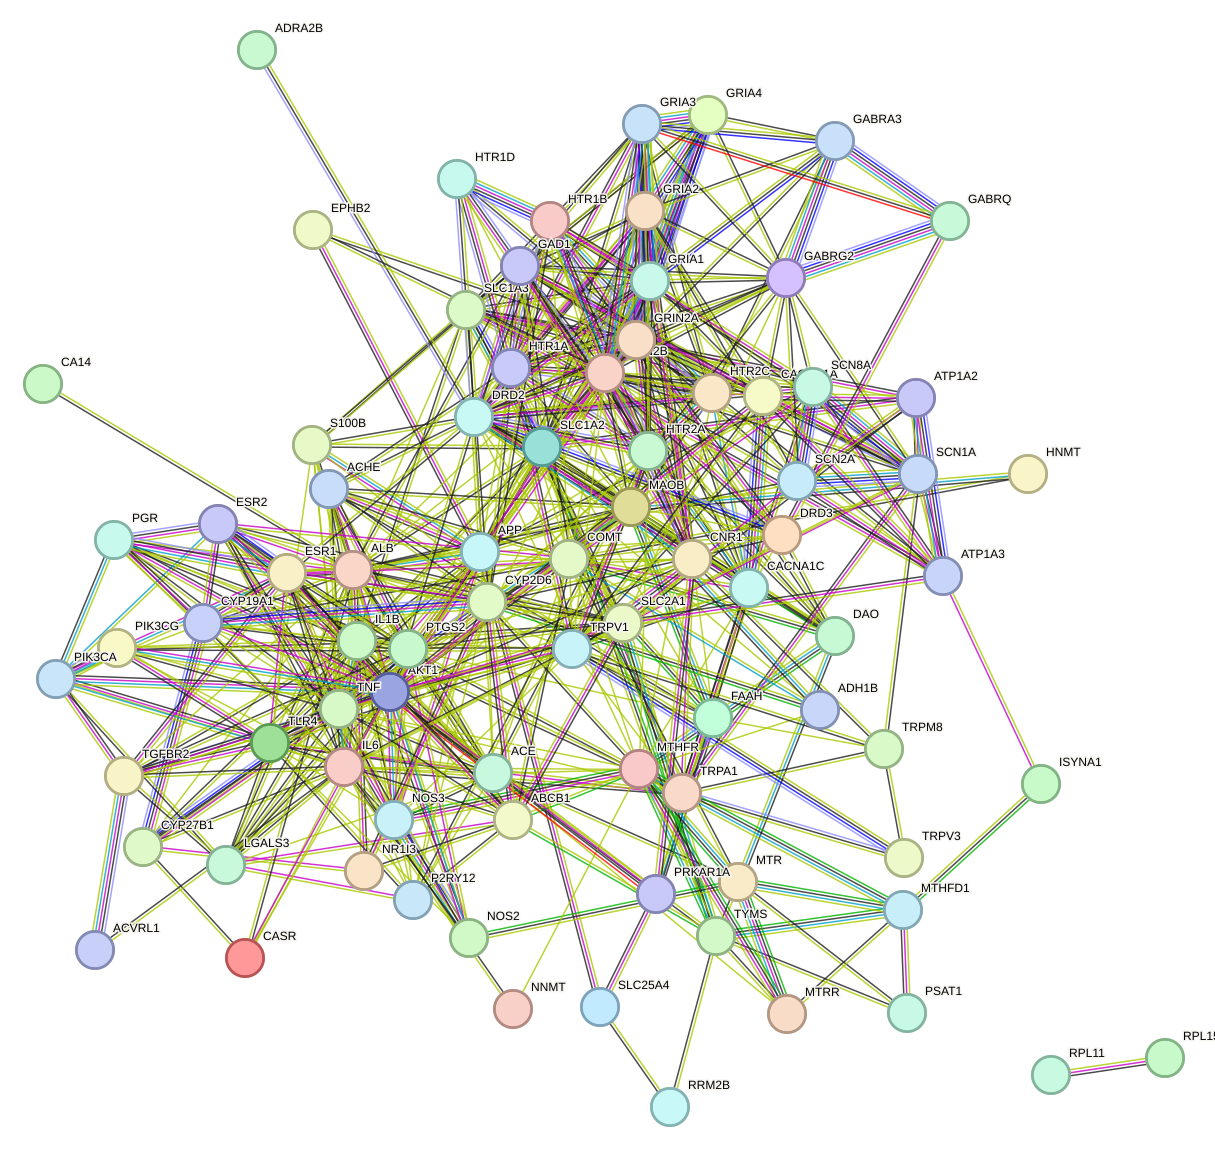 ADRA2B
GRIA4
GRIA3
GABRA3
HTR1D
GRIA2
HTR1B
GABRQ
EPHB2
GAD1
GRIA1
GABRG2
SLC1A3
GRIN2A
HTR1A
2B
CA14
HTR2C
SCN8A
ATP1A2
DRD2
S100B
SLC1A2
HTR2A
SCN1A
HNMT
ACHE
SCN2A
MAOB
ESR2
DRD3
PGR
APP
COMT
CNR1
ESR1
ALB
ATP1A3
CACNA1C
CYP2D6
CYP19A1
SLC2A1
DAO
IL1B
PTGS2
TRPV1
PIK3CG
PIK3CA
AKT1
TNF
FAAH
ADH1B
TLR4
TRPM8
IL6
ACE
MTHFR
TGFBR2
ISYNA1
TRPA1
NOS3
ABCB1
CYP27B1
LGALS3
NR1I3
TRPV3
MTR
PRKAR1A
P2RY12
MTHFD1
NOS2
TYMS
ACVRL1
CASR
NNMT
SLC25A4
MTRR
PSAT1
RPL11
RPL15
RRM2B